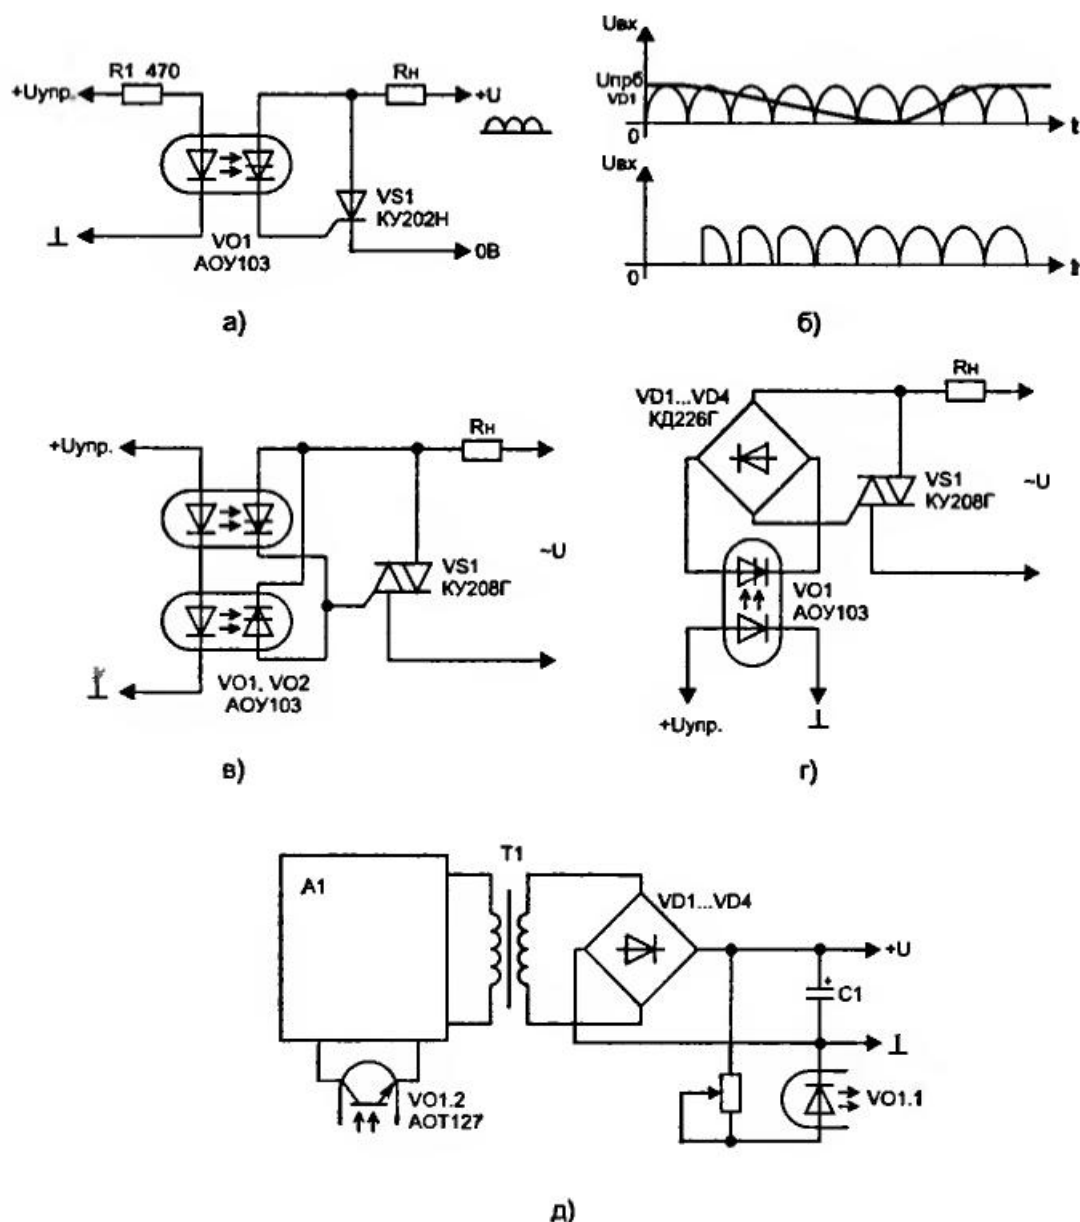 Uвх
R1 470
Rн
+Uупр.
+U
Uпрб
VD1
0
t
VS1
КУ202Н
⊥
VO1
АОУ103
0В
Uвх
0
t
а)
б)
Rн
VD1...VD4
КД226Г
+Uупр.
Rн
VS1
КУ208Г
~U
~U
VS1
КУ208Г
VO1
АОУ103
⊥
VO1, VO2
АОУ103
+Uупр.
⊥
в)
г)
T1
A1
VD1...VD4
+U
+
C1
⊥
VO1.2
АОТ127
VO1.1
д)